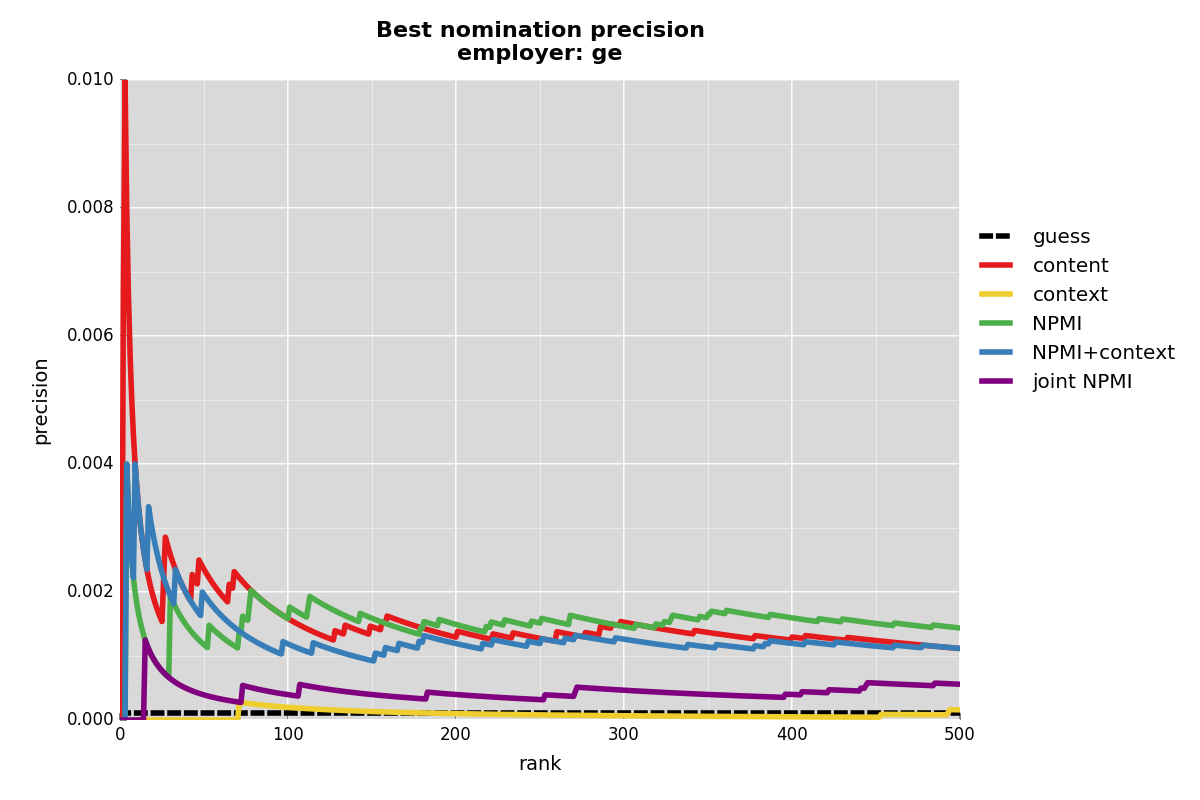 Best nomination precision
employer: ge
0.010
0.008
0.006
0.004
0.002
0.000
precision
0
100
200
300
400
500
rank
guess
content
context
NPMI
NPMI+context
joint NPMI